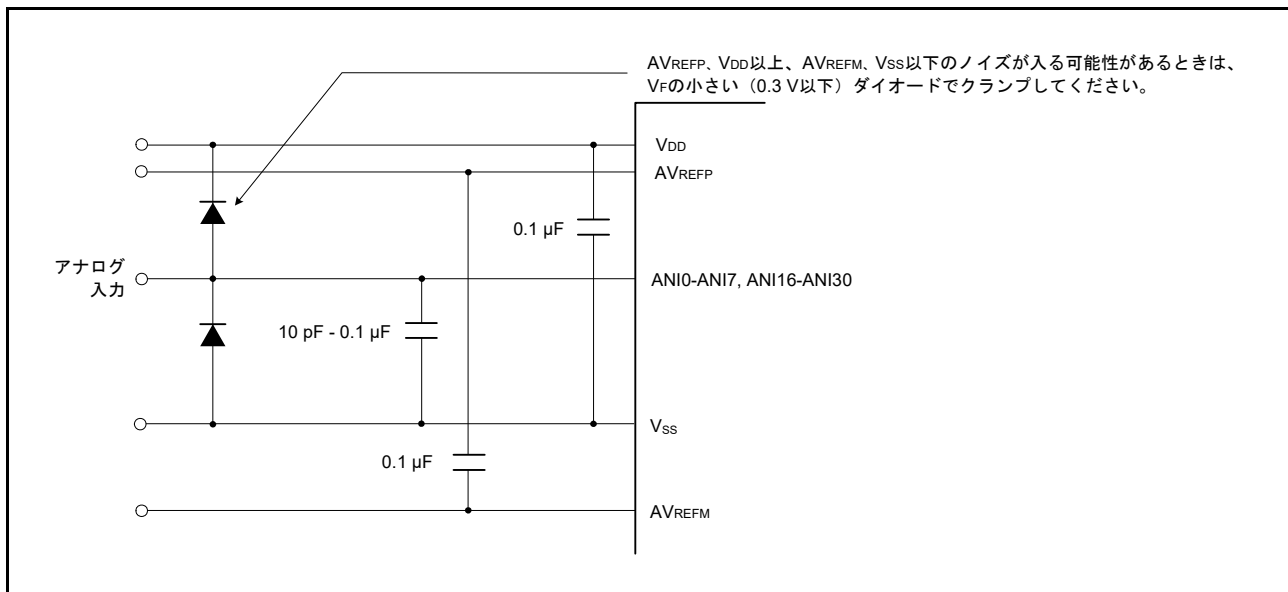 AVREFP、VDD以上、AVREFM、VSS以下のノイズが入る可能性があるときは、
VFの小さい（0.3 V以下）ダイオードでクランプしてください。
VDD
AVREFP
0.1 μF
アナログ
入力
ANI0-ANI7, ANI16-ANI30
10 pF - 0.1 μF
VSS
0.1 μF
AVREFM